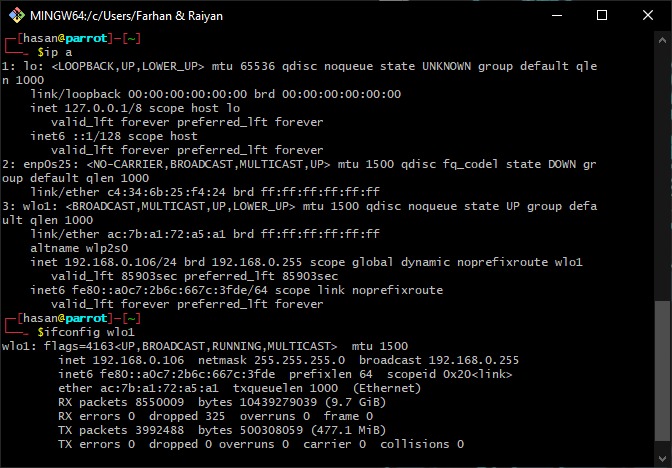 MINGW64:/c/Users/Farhan & Raiyan
┌─[hasan@parrot]─[~]
└──╼ $ip a
1: lo: <LOOPBACK,UP,LOWER_UP> mtu 65536 qdisc noqueue state UNKNOWN group default qle
n 1000
link/loopback 00:00:00:00:00:00 brd 00:00:00:00:00:00
inet 127.0.0.1/8 scope host lo
valid_lft forever preferred_lft forever
inet6 ::1/128 scope host
valid_lft forever preferred_lft forever
2: enp0s25: <NO-CARRIER,BROADCAST,MULTICAST,UP> mtu 1500 qdisc fq_codel state DOWN gr
oup default qlen 1000
link/ether c4:34:6b:25:f4:24 brd ff:ff:ff:ff:ff:ff
3: wlo1: <BROADCAST,MULTICAST,UP,LOWER_UP> mtu 1500 qdisc noqueue state UP group defa
ult qlen 1000
link/ether ac:7b:a1:72:a5:a1 brd ff:ff:ff:ff:ff:ff
altname wlp2s0
inet 192.168.0.106/24 brd 192.168.0.255 scope global dynamic noprefixroute wlo1
valid_lft 85903sec preferred_lft 85903sec
inet6 fe80::a0c7:2b6c:667c:3fde/64 scope link noprefixroute
valid_lft forever preferred_lft forever
┌─[hasan@parrot]─[~]
└──╼ $ifconfig wlo1
wlo1: flags=4163<UP,BROADCAST,RUNNING,MULTICAST>  mtu 1500
inet 192.168.0.106  netmask 255.255.255.0  broadcast 192.168.0.255
inet6 fe80::a0c7:2b6c:667c:3fde  prefixlen 64  scopeid 0x20<link>
ether ac:7b:a1:72:a5:a1  txqueuelen 1000  (Ethernet)
RX packets 8550009  bytes 10439279039 (9.7 GiB)
RX errors 0  dropped 325  overruns 0  frame 0
TX packets 3992488  bytes 500308059 (477.1 MiB)
TX errors 0  dropped 0 overruns 0  carrier 0  collisions 0